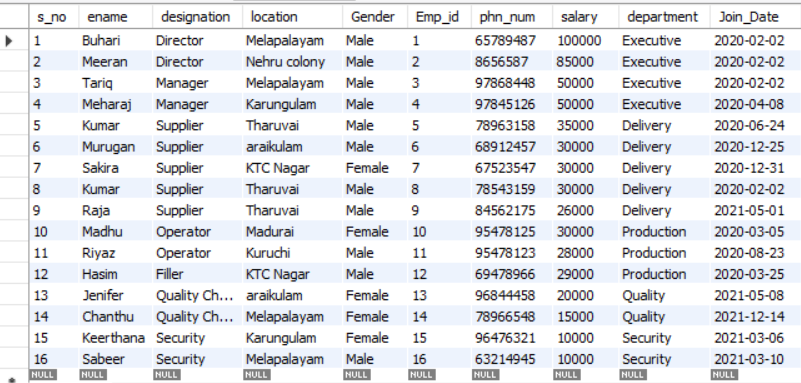 s_no ename designation location Gender Emp_id phn_num salary department Join_Date
1 Buhari Director Melapalayam Male 1 65789487 100000 Executive 2020-02-02
2 Meeran Director Nehru colony Male 2 8656587 85000 Executive 2020-02-02
3 Tariq Manager Melapalayam Male 3 97868448 50000 Executive 2020-02-02
4 Meharaj Manager Karungulam Male 4 97845126 50000 Executive 2020-04-08
5 Kumar Supplier Tharuvai Male 5 78963158 35000 Delivery 2020-06-24
6 Murugan Supplier araikulam Male 6 68912457 30000 Delivery 2020-12-25
7 Sakira Supplier KTC Nagar Female 7 67523547 30000 Delivery 2020-12-31
8 Kumar Supplier Tharuvai Male 8 78543159 30000 Delivery 2020-02-02
9 Raja Supplier Tharuvai Male 9 84562175 26000 Delivery 2021-05-01
10 Madhu Operator Madurai Female 10 95478125 30000 Production 2020-03-05
11 Riyaz Operator Kuruchi Male 11 95478123 28000 Production 2020-08-23
12 Hasim Filler KTC Nagar Male 12 69478966 29000 Production 2020-03-25
13 Jenifer Quality Ch... araikulam Female 13 96844458 20000 Quality 2021-05-08
14 Chanthu Quality Ch... Melapalayam Female 14 78966548 15000 Quality 2021-12-14
15 Keerthana Security Karungulam Female 15 96476321 10000 Security 2021-03-06
16 Sabeer Security Melapalayam Male 16 63214945 10000 Security 2021-03-10
NULL NULL NULL NULL NULL NULL NULL NULL NULL NULL